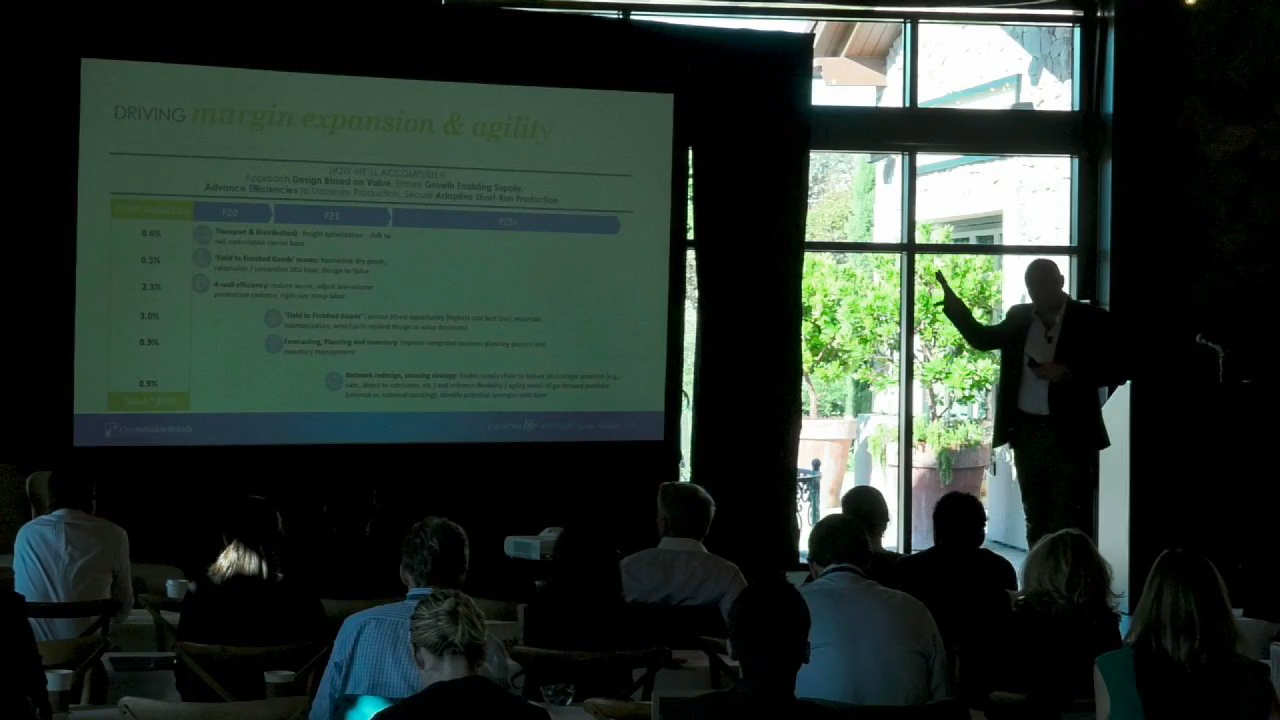 DRIVING margin expansion & agility
HOW WE'LL ACCOMPLISH IT
Approach Design Based on Value, Ensure Growth Enabling Supply,
Advance Efficiencies to Maximize Production, Secure Adaptive Short-Run Production
F20 F21 F22+
0.6% Transport & Distribution: freight optimization - shift to
rail, consolidate carrier base
0.5% 'Field to Finished Goods' moves: harmonize dry goods,
rationalize / streamline SKU base, Design to Value
2.3% 4-wall efficiency: reduce waste, adjust low-volume
production cadence, right size temp labor
3.0% 'Field to Finished Goods': pursue blend opportunity (Highest and Best Use), materials
harmonization, wine/spirit-related design to value decisions)
0.9% Forecasting, Planning and Inventory: improve integrated business planning process and
inventory management
0.9% Network redesign, sourcing strategy: Enable supply chain to deliver on strategic priorities (e.g.,
cans, direct to consumer, etc.) and enhance flexibility / agility needs of go-forward portfolio
(internal vs. external sourcing); identify potential synergies with beer
Constellation Brands
life